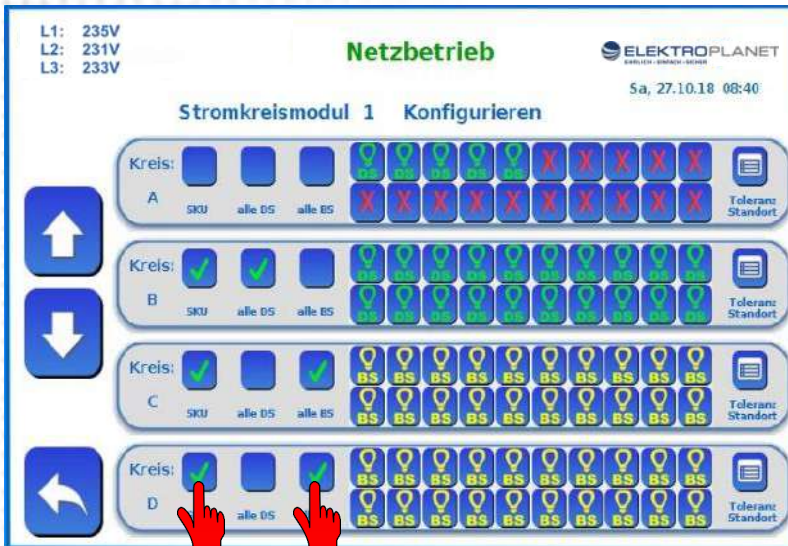 L1: 235V
L2: 231V
L3: 233V
Netzbetrieb
ELEKTROPLANET
EHRLICH - EINFACH - SICHER
Sa, 27.10.18 08:40
Stromkreismodul 1 Konfigurieren
Kreis:
A
SKU alle DS alle BS
DS DS DS DS DS X X X X X
X X X X X X X X X X
Toleranz
Standort
Kreis:
B
SKU alle DS alle BS
DS DS DS DS DS DS DS DS DS DS
DS DS DS DS DS DS DS DS DS DS
Toleranz
Standort
Kreis:
C
SKU alle DS alle BS
BS BS BS BS BS BS BS BS BS BS
BS BS BS BS BS BS BS BS BS BS
Toleranz
Standort
Kreis:
D
alle DS
BS BS BS BS BS BS BS BS BS BS
BS BS BS BS BS BS BS BS BS BS
Toleranz
Standort